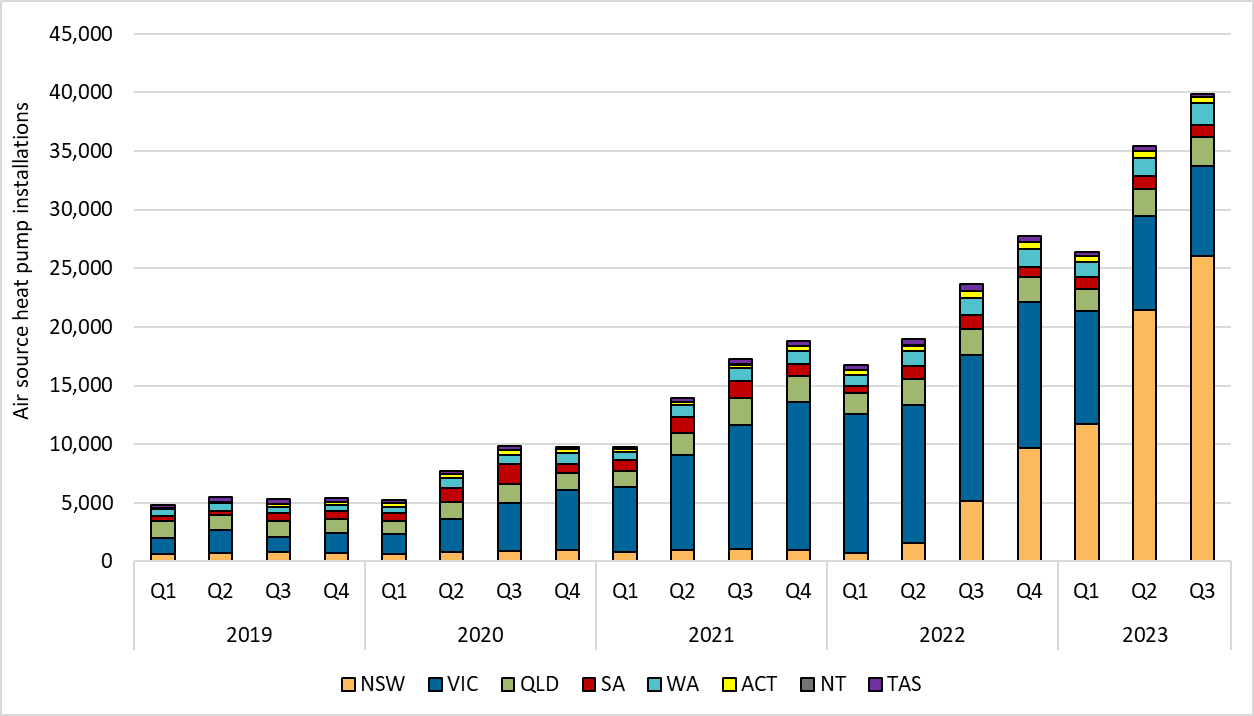 45,000
40,000
35,000
30,000
25,000
20,000
15,000
10,000
5,000
0
Air source heat pump installations
Q1 Q2 Q3 Q4 Q1 Q2 Q3 Q4 Q1 Q2 Q3 Q4 Q1 Q2 Q3 Q4 Q1 Q2 Q3
2019 2020 2021 2022 2023
NSW VIC QLD SA WA ACT NT TAS